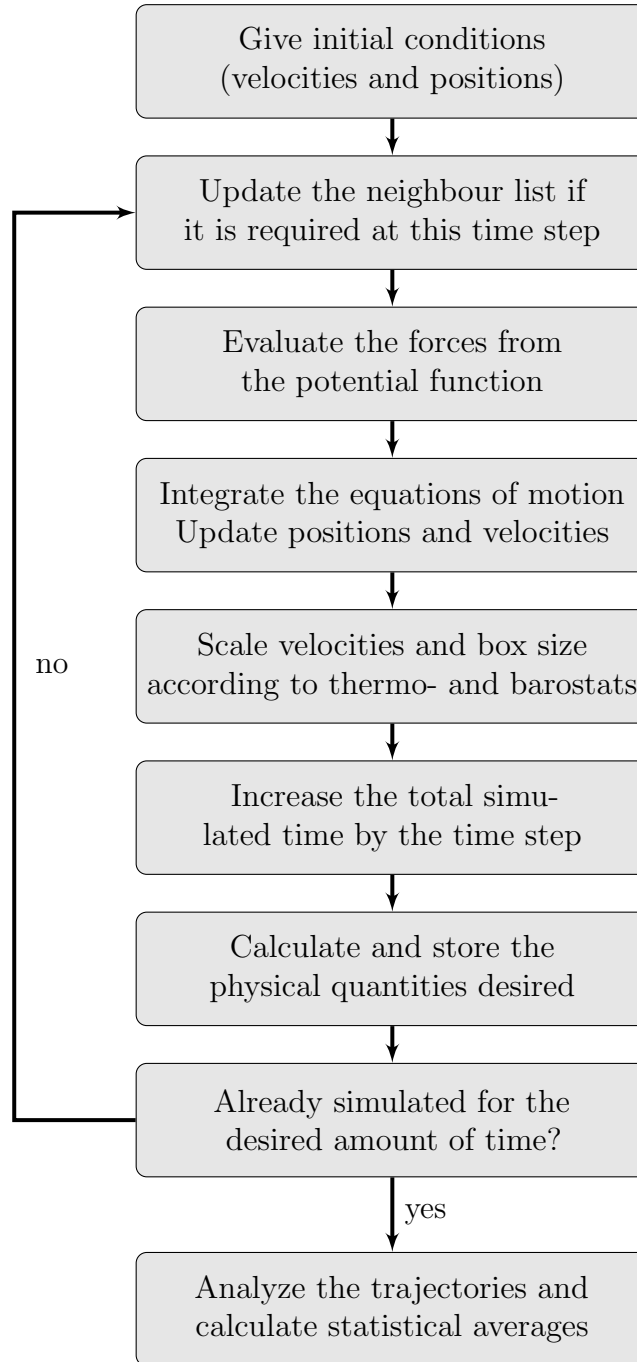 Give initial conditions
(velocities and positions)
Update the neighbour list if
it is required at this time step
Evaluate the forces from
the potential function
Integrate the equations of motion
Update positions and velocities
Scale velocities and box size
according to thermo- and barostats
no
Increase the total simu-
lated time by the time step
Calculate and store the
physical quantities desired
Already simulated for the
desired amount of time?
yes
Analyze the trajectories and
calculate statistical averages